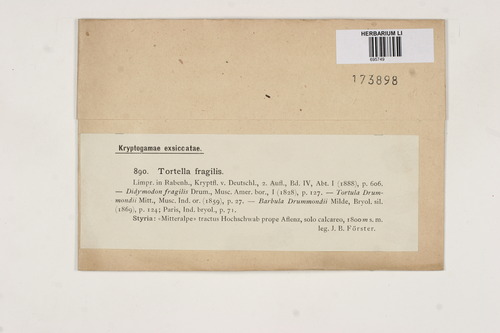 HERBARIUM LI
695749
173898
Kryptogamae exsiccatae.
890. Tortella fragilis.
Limpr. in Rabenh., Kryptfl. v. Deutschl., 2. Aufl., Bd. IV, Abt. I (1888), p. 606.
— Didymodon fragilis Drum., Musc. Amer. bor., I (1828), p. 127. — Tortula Drum-
mondii Mitt., Musc. Ind. or. (1859), p. 27. — Barbula Drummondii Milde, Bryol. sil.
(1869), p. 124; Paris, Ind. bryol., p. 71.
Styria: «Mitteralpe» tractus Hochschwab prope Aflenz, solo calcareo, 1800 m s. m.
leg. J. B. Förster.